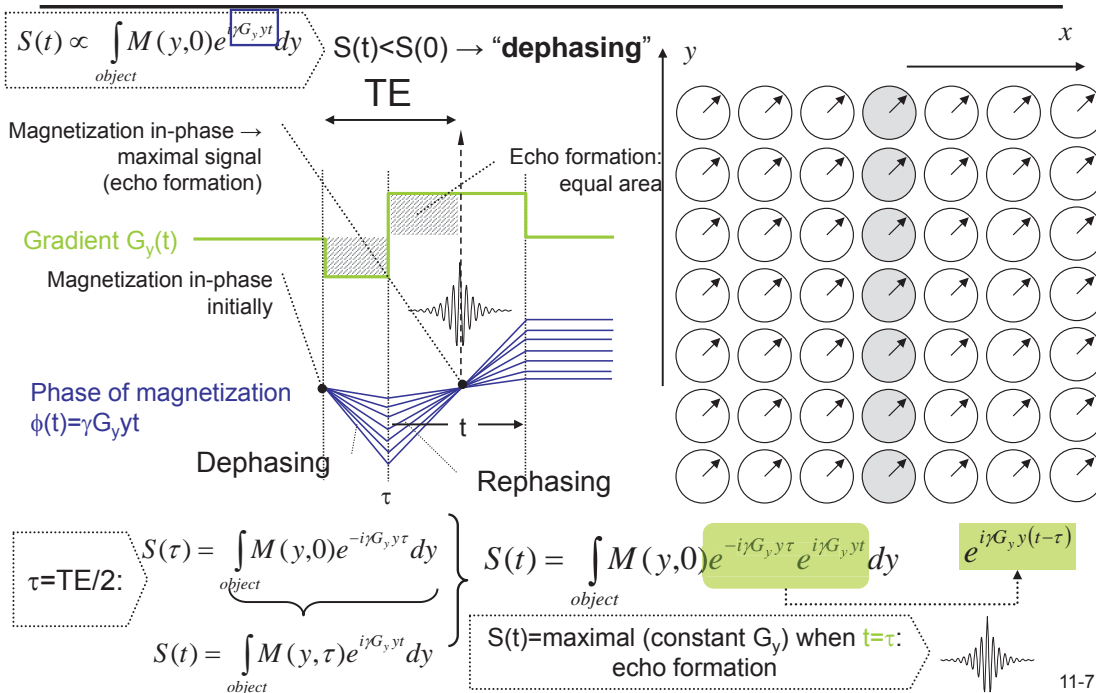 S(t) ∝ ∫object M(y,0)e^{iγG_y yt} dy
S(t)<S(0) → “dephasing”
x
y
TE
Magnetization in-phase →
maximal signal
(echo formation)
Echo formation:
equal area
Gradient G_y(t)
Magnetization in-phase
initially
Phase of magnetization
ϕ(t)=γG_y yt
t
Dephasing
Rephasing
τ
τ=TE/2:
S(τ) = ∫object M(y,0)e^{-iγG_y yτ} dy
S(t) = ∫object M(y,τ)e^{iγG_y yt} dy
S(t) = ∫object M(y,0)e^{-iγG_y yτ} e^{iγG_y yt} dy
e^{iγG_y y(t-τ)}
S(t)=maximal (constant G_y) when t=τ:
echo formation
11-7